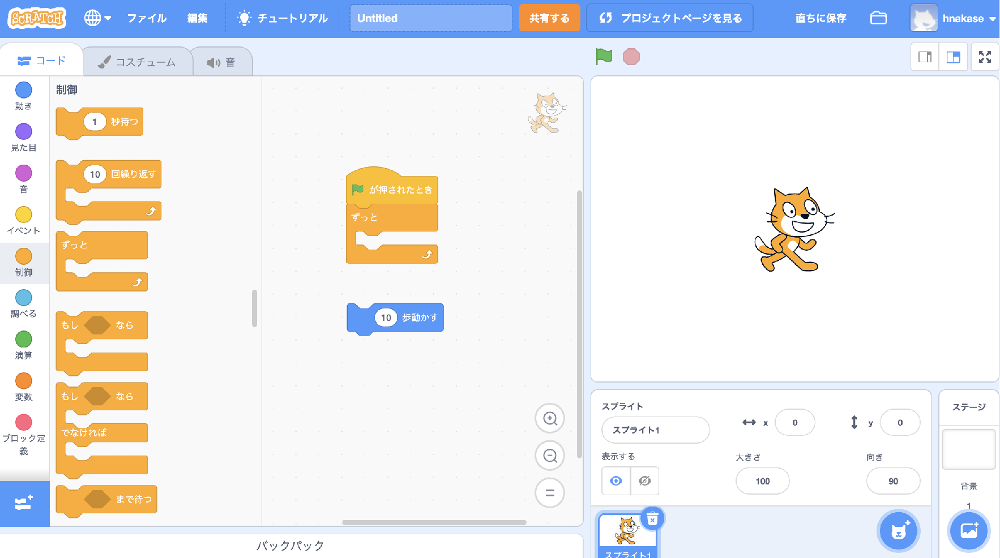 SCRATCH
ファイル
編集
チュートリアル
Untitled
共有する
プロジェクトページを見る
直ちに保存
hnakase
コード
コスチューム
音
動き
見た目
音
イベント
制御
調べる
演算
変数
ブロック定
義
制御
1 秒待つ
10 回繰り返す
ずっと
もし なら
もし なら
でなければ
まで待つ
が押されたとき
ずっと
10 歩動かす
バックパック
スプライト
スプライト1
x 0
y 0
表示する
大きさ
100
向き
90
スプライト1
ステージ
背景
1